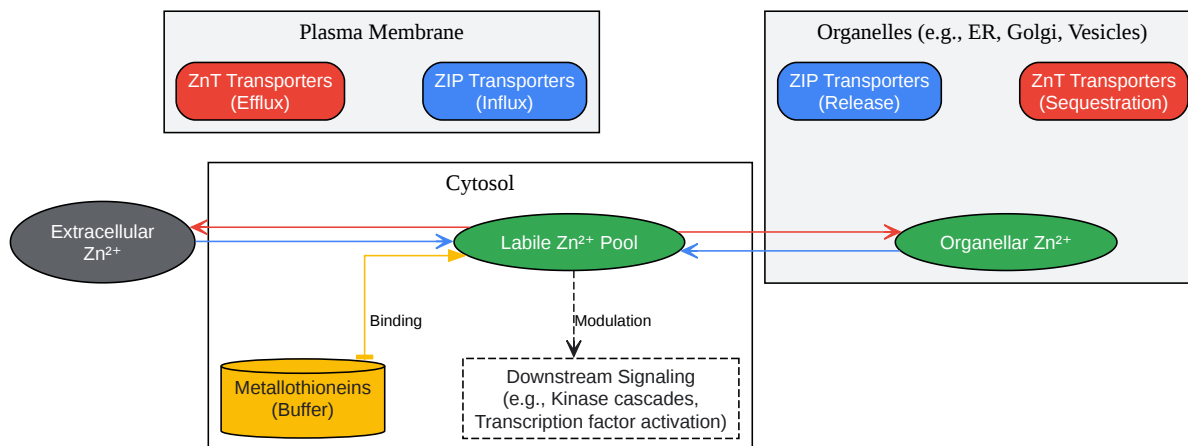 Plasma Membrane
ZnT Transporters
(Efflux)
ZIP Transporters
(Influx)
Organelles (e.g., ER, Golgi, Vesicles)
ZIP Transporters
(Release)
ZnT Transporters
(Sequestration)
Cytosol
Extracellular
Zn²⁺
Labile Zn²⁺ Pool
Organellar Zn²⁺
Binding
Modulation
Metallothioneins
(Buffer)
Downstream Signaling
(e.g., Kinase cascades,
Transcription factor activation)